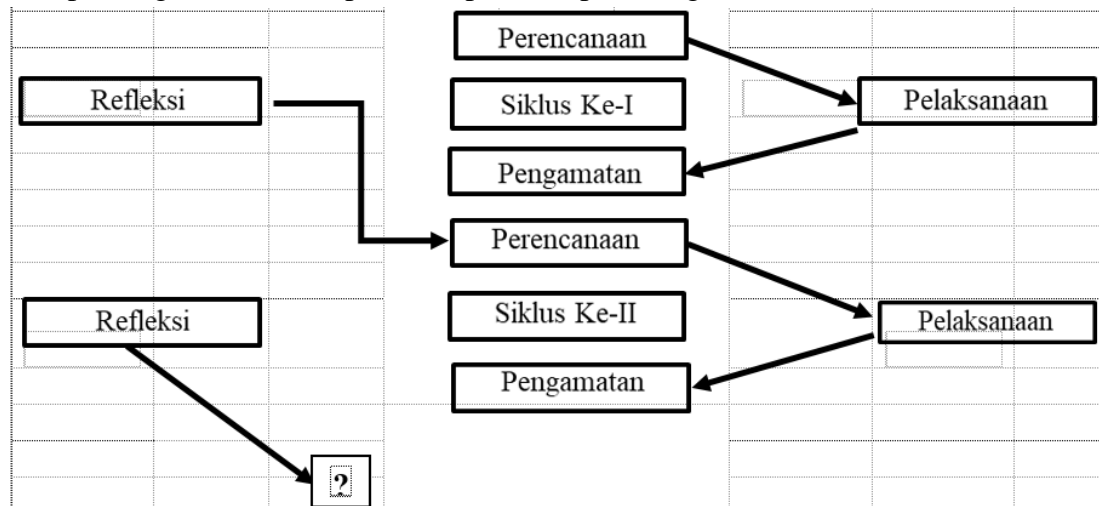 Perencanaan
Refleksi
Siklus Ke-I
Pelaksanaan
Pengamatan
Perencanaan
Refleksi
Siklus Ke-II
Pelaksanaan
Pengamatan
?